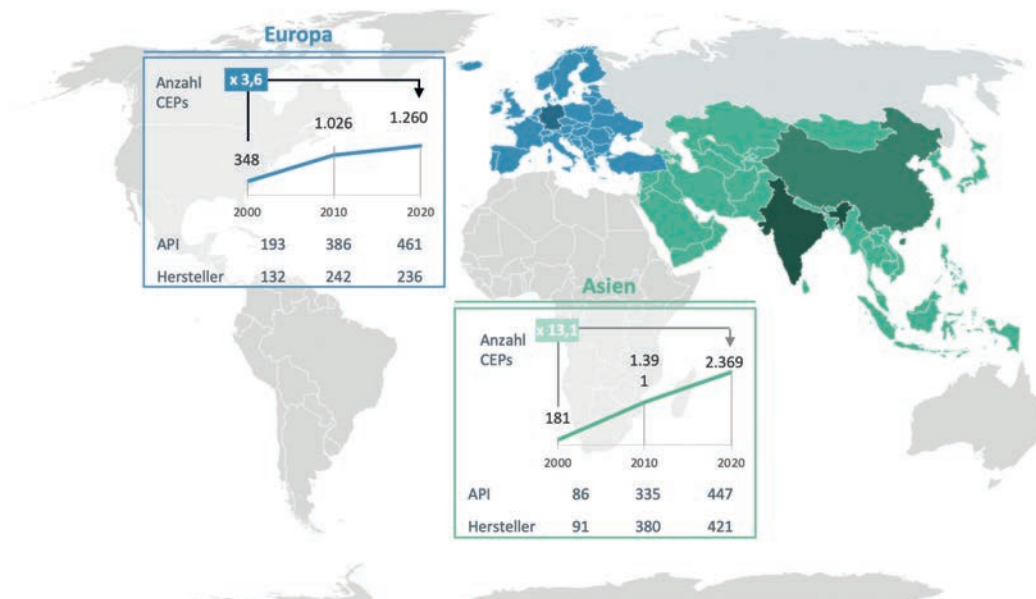 Europa
Anzahl
CEPs
x 3,6
348
1.026
1.260
2000 2010 2020
API 193 386 461
Hersteller 132 242 236
Asien
Anzahl
CEPs
x 13,1
181
1.39
1
2.369
2000 2010 2020
API 86 335 447
Hersteller 91 380 421